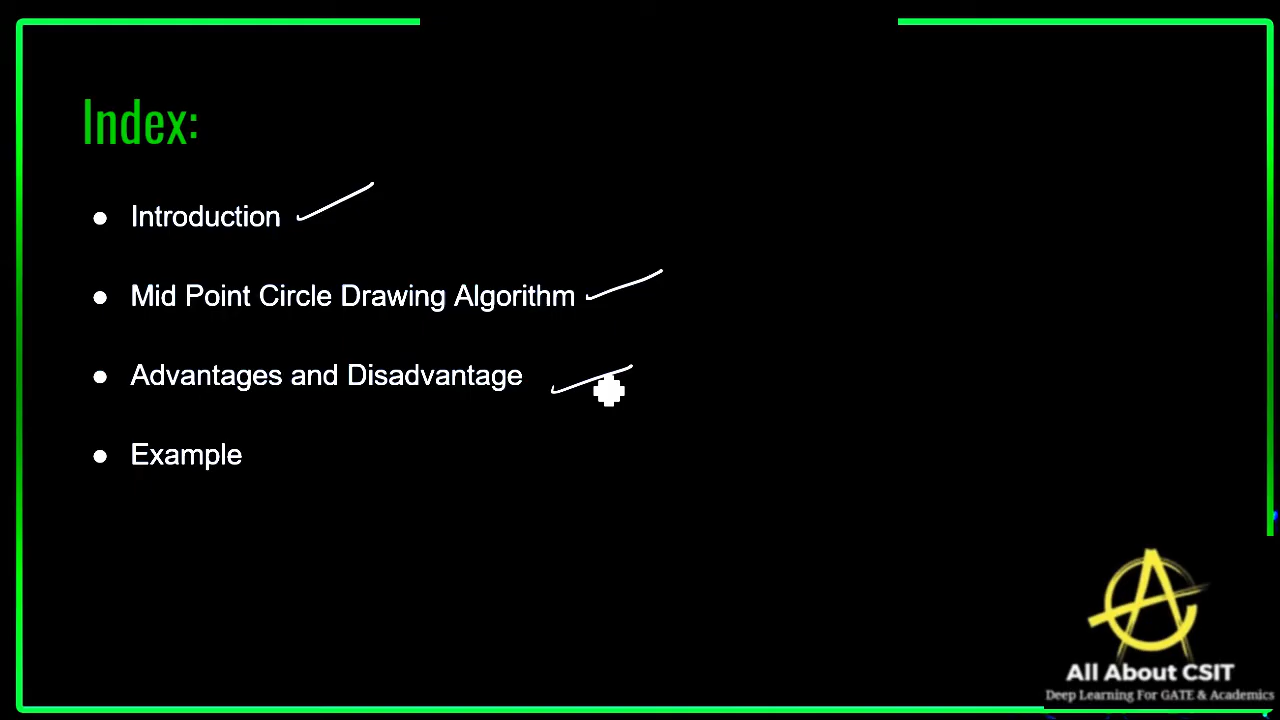 Index:
● Introduction
● Mid Point Circle Drawing Algorithm
● Advantages and Disadvantage
● Example
All About CSIT
Deep Learning For GATE & Academics